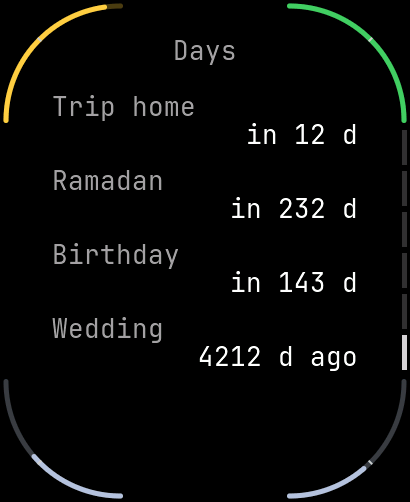 Days
Trip home
in 12 d
Ramadan
in 232 d
Birthday
in 143 d
Wedding
4212 d ago